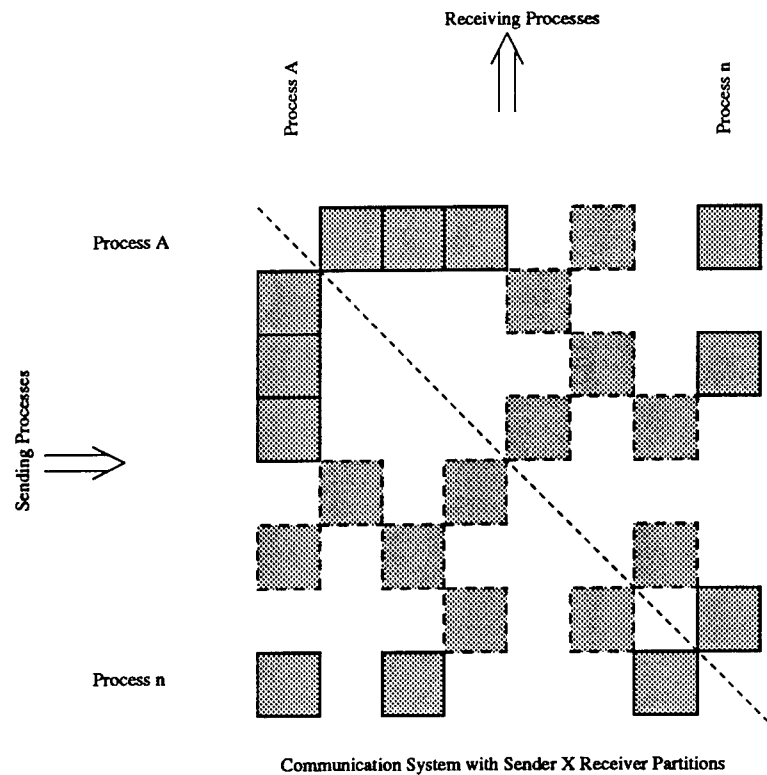 Receiving Processes
Process A
Process n
Process A
Sending Processes
Process n
Communication System with Sender X Receiver Partitions